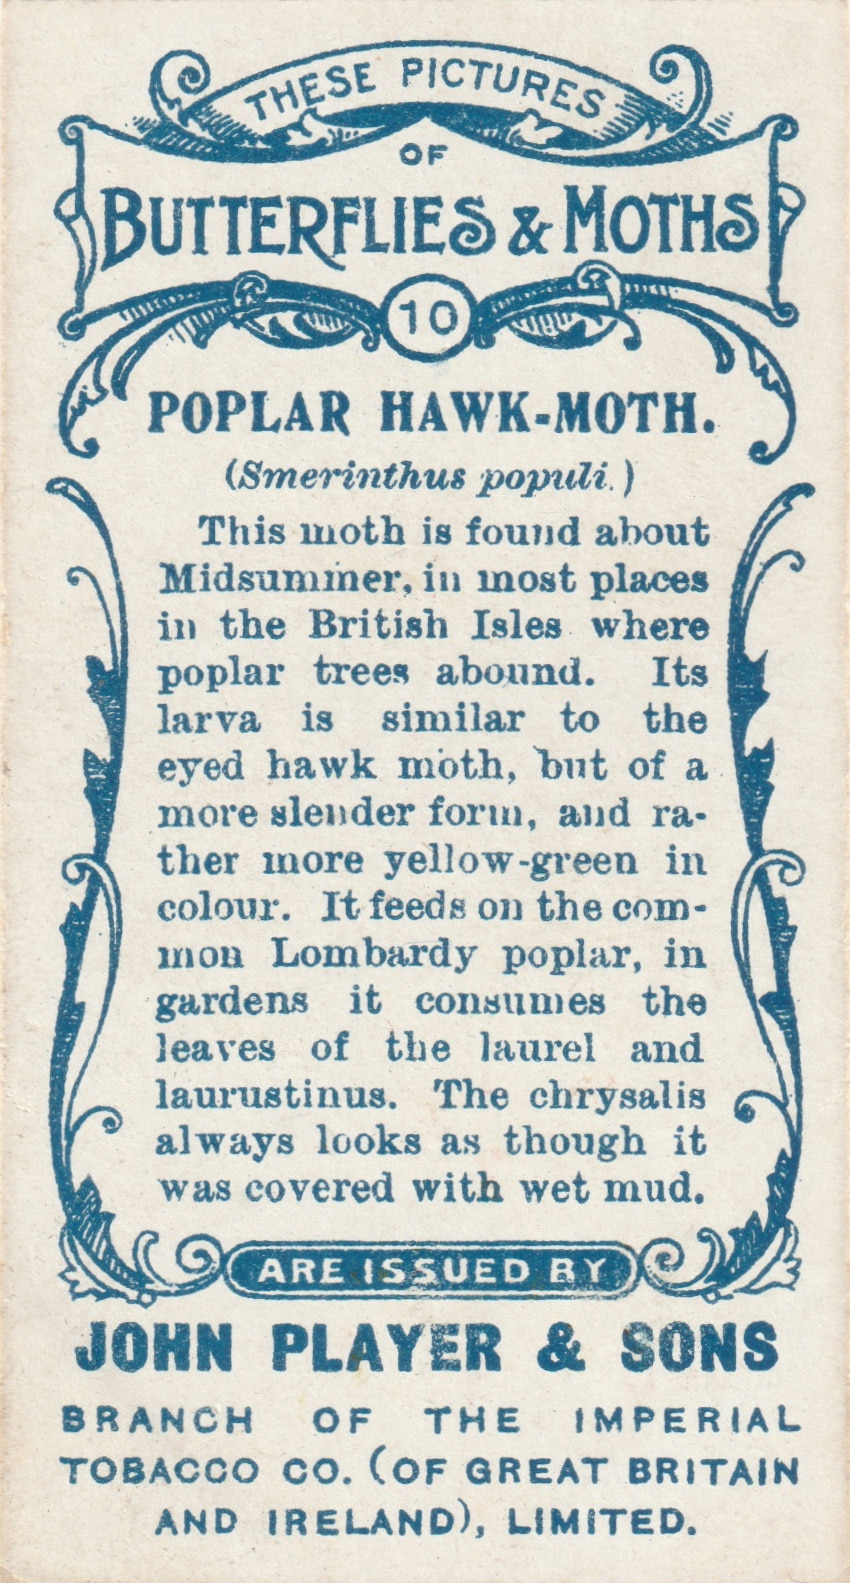 THESE PICTURES
OF
BUTTERFLIES & MOTHS
10
POPLAR HAWK-MOTH.
(Smerinthus populi.)
This moth is found about
Midsummer, in most places
in the British Isles where
poplar trees abound. Its
larva is similar to the
eyed hawk moth, but of a
more slender form, and ra-
ther more yellow-green in
colour. It feeds on the com-
mon Lombardy poplar, in
gardens it consumes the
leaves of the laurel and
laurustinus. The chrysalis
always looks as though it
was covered with wet mud.
ARE ISSUED BY
JOHN PLAYER & SONS
BRANCH OF THE IMPERIAL
TOBACCO CO. (OF GREAT BRITAIN
AND IRELAND), LIMITED.